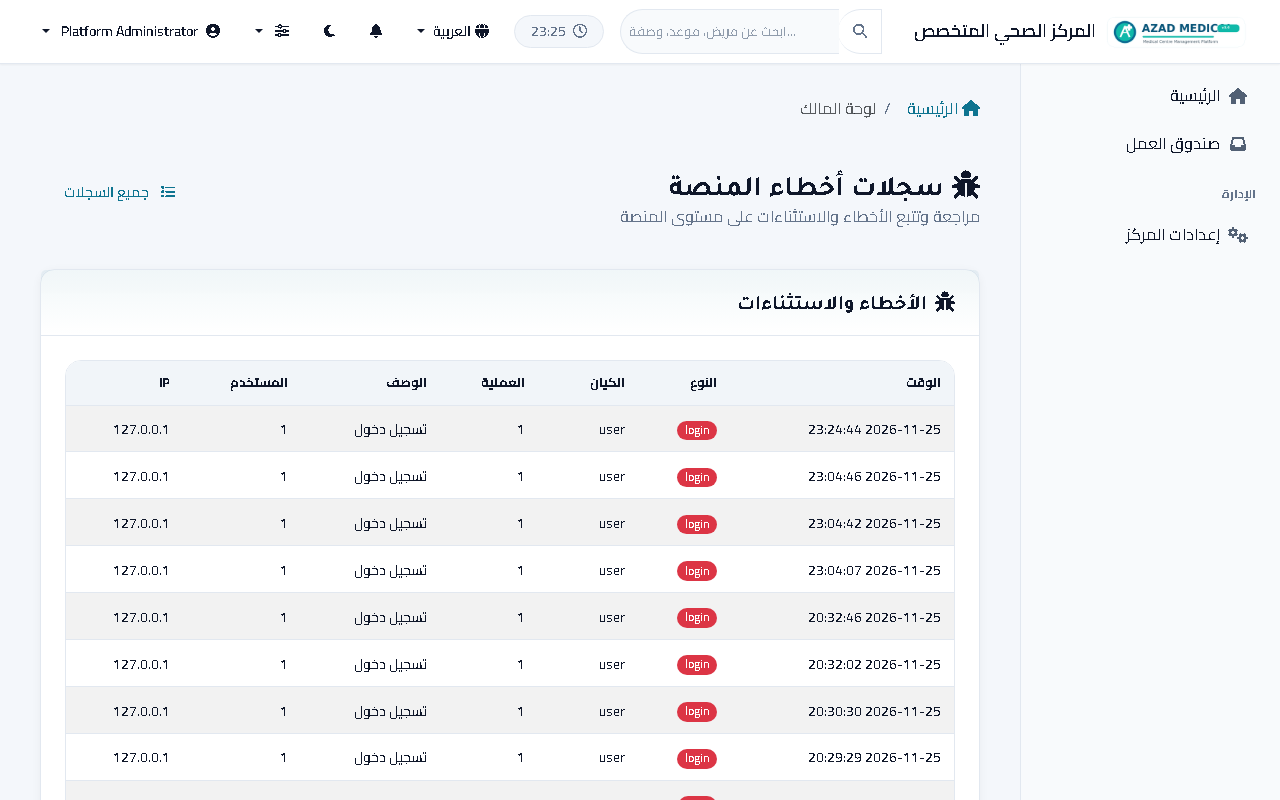 AZAD MEDIC
Medical Centre Management Platform
المركز الصحي المتخصص
ابحث عن مريض، موعد، وصفة...
23:25
العربية
Platform Administrator
الرئيسية
صندوق العمل
الإدارة
إعدادات المركز
الرئيسية / لوحة المالك
سجلات أخطاء المنصة
مراجعة وتتبع الأخطاء والاستثناءات على مستوى المنصة
جميع السجلات
الأخطاء والاستثناءات
الوقت النوع الكيان العملية الوصف المستخدم IP
2026-11-25 23:24:44 login user 1 تسجيل دخول 1 127.0.0.1
2026-11-25 23:04:46 login user 1 تسجيل دخول 1 127.0.0.1
2026-11-25 23:04:42 login user 1 تسجيل دخول 1 127.0.0.1
2026-11-25 23:04:07 login user 1 تسجيل دخول 1 127.0.0.1
2026-11-25 20:32:46 login user 1 تسجيل دخول 1 127.0.0.1
2026-11-25 20:32:02 login user 1 تسجيل دخول 1 127.0.0.1
2026-11-25 20:30:30 login user 1 تسجيل دخول 1 127.0.0.1
2026-11-25 20:29:29 login user 1 تسجيل دخول 1 127.0.0.1